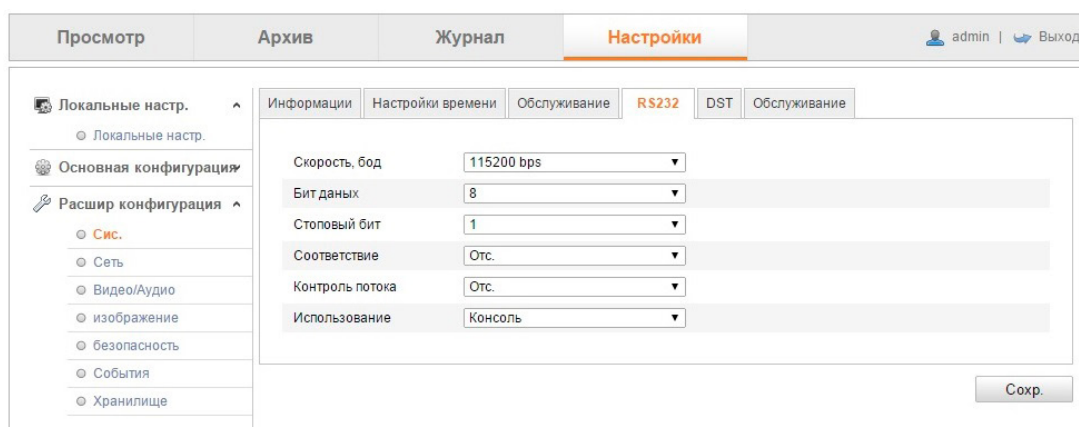 Просмотр Архив Журнал Настройки admin | Выход
Локальные настр.
Локальные настр.
Основная конфигурация
Расшир конфигурация
Сис.
Сеть
Видео/Аудио
изображение
безопасность
События
Хранилище
Информации Настройки времени Обслуживание RS232 DST Обслуживание
Скорость, бод 115200 bps
Бит даных 8
Стоповый бит 1
Соответствие Отс.
Контроль потока Отс.
Использование Консоль
Сохр.